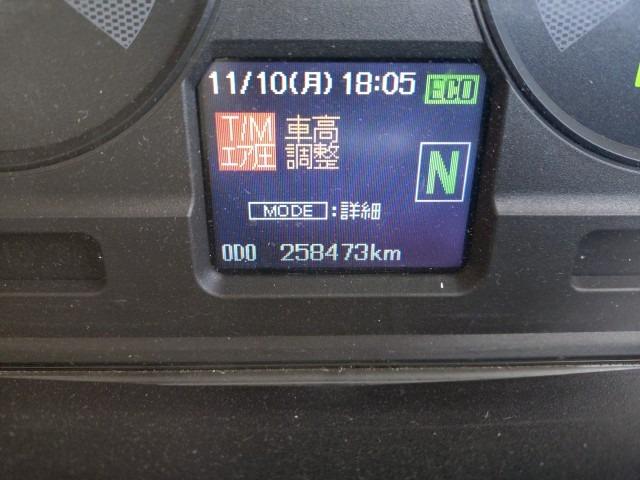 11/10(月) 18:05 ECO
T/M 車高
エア圧 調整
N
MODE :詳細
ODO 258473km